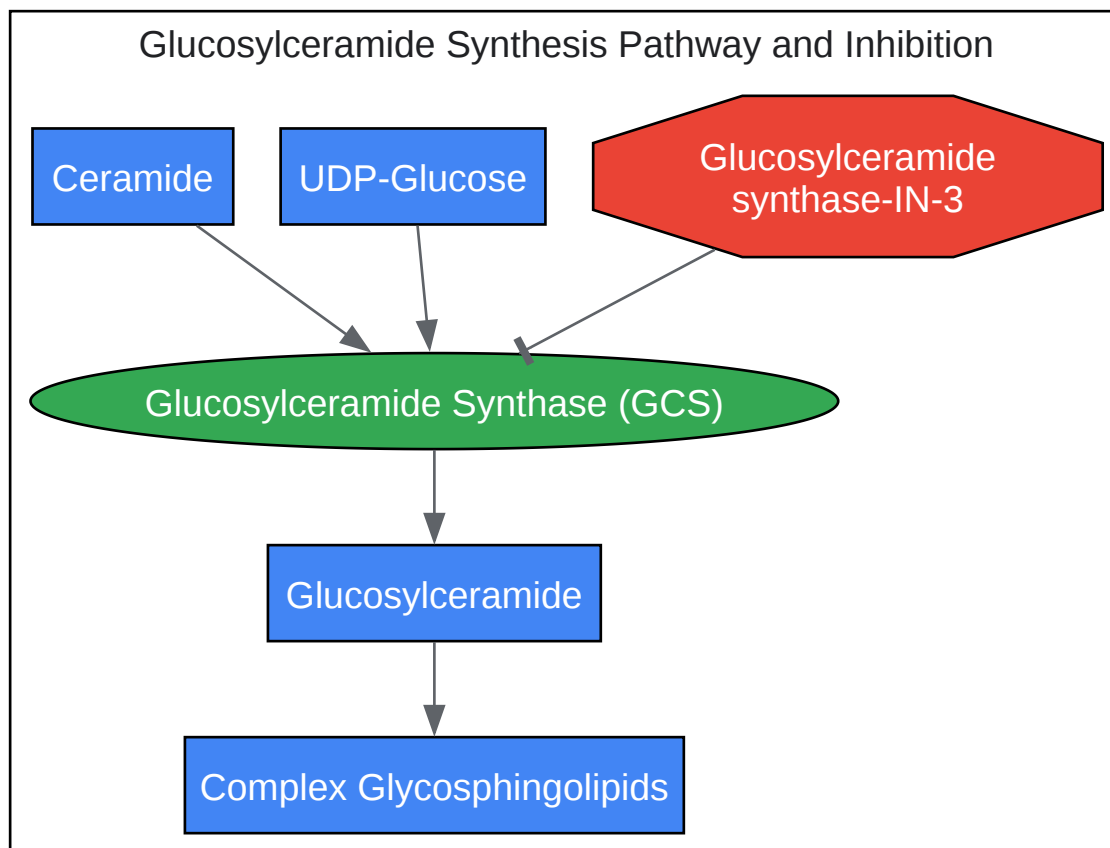 Glucosylceramide Synthesis Pathway and Inhibition
Ceramide
UDP-Glucose
Glucosylceramide
synthase-IN-3
Glucosylceramide Synthase (GCS)
Glucosylceramide
Complex Glycosphingolipids